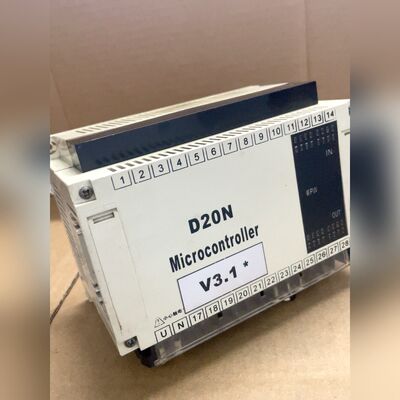 1 2 3 4 5 6 7 8 9 10 11 12 13 14
IN
CPU
OUT
D20N
Microcontroller
V3.1 *
U N 17 18 19 20 21 22 23 24 25 26 27 28